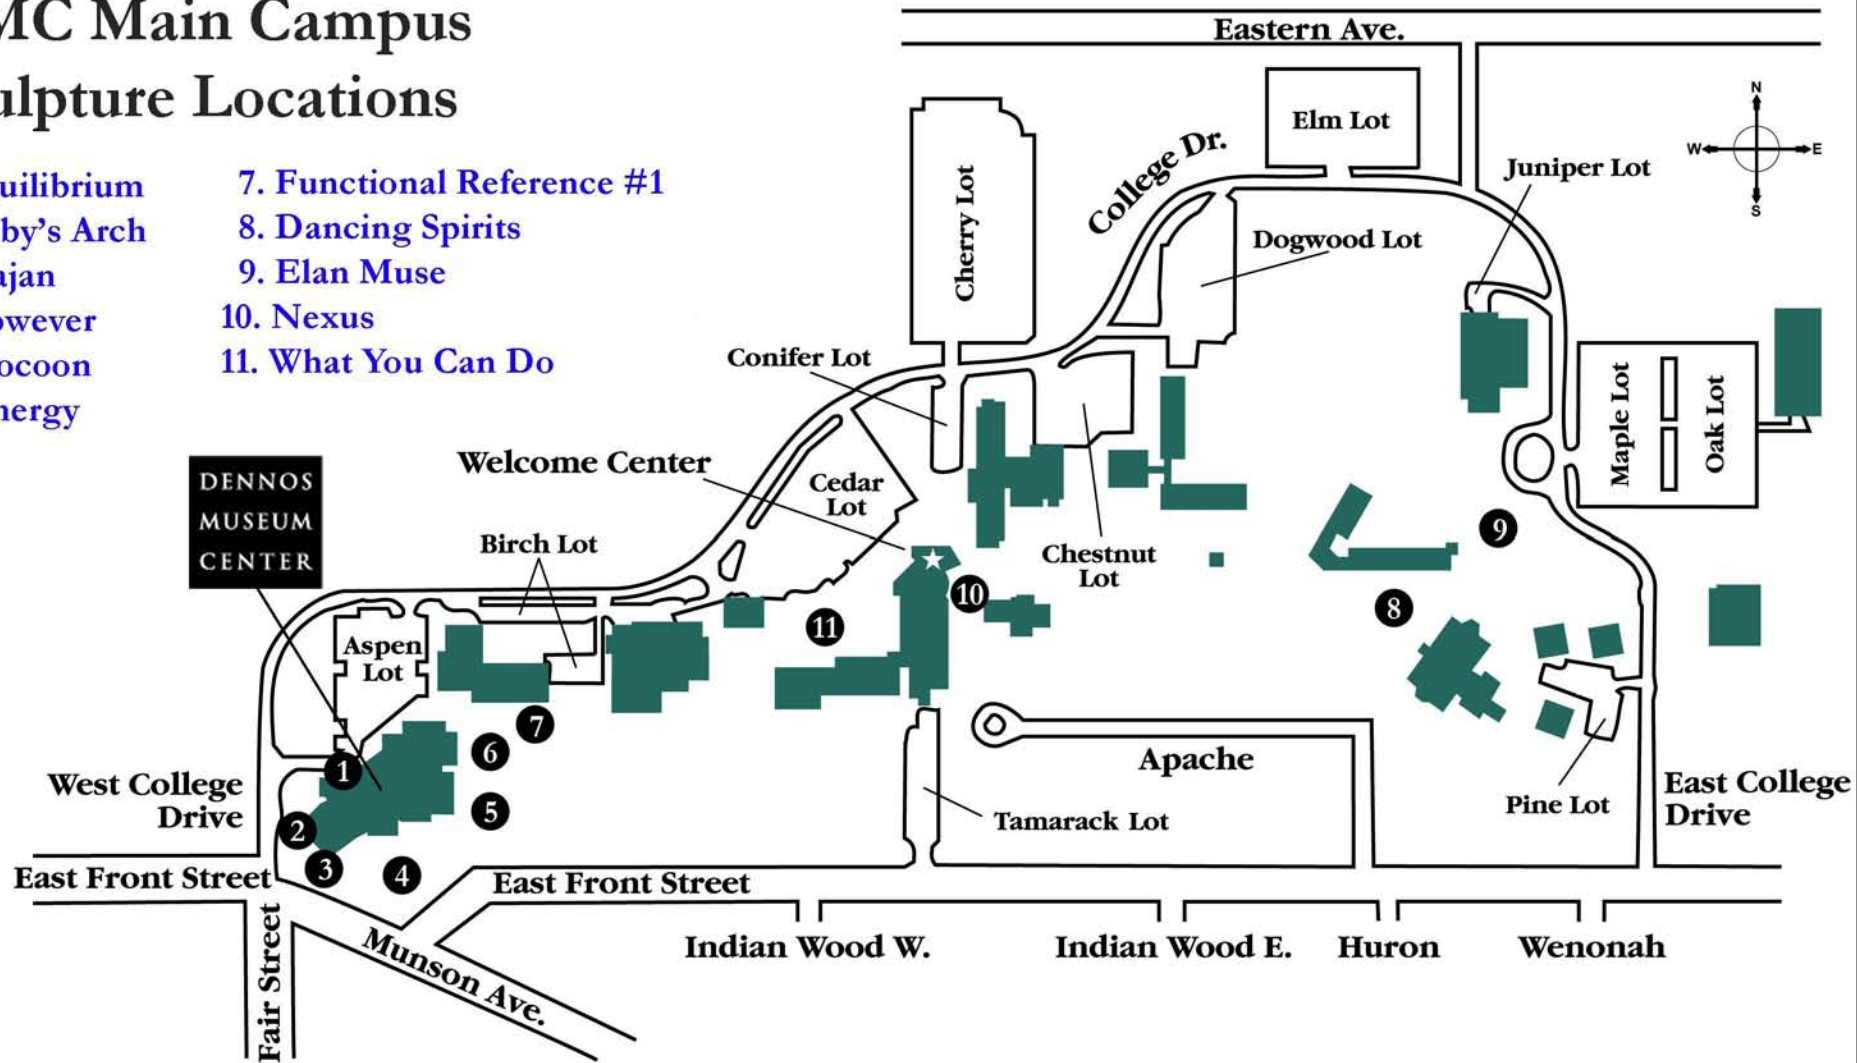 MC Main Campus
ulpture Locations
uilibrium
by's Arch
ajan
owever
ocoon
nergy
7. Functional Reference #1
8. Dancing Spirits
9. Elan Muse
10. Nexus
11. What You Can Do
Eastern Ave.
N
W
E
S
Elm Lot
College Dr.
Juniper Lot
Cherry Lot
Dogwood Lot
Conifer Lot
Maple Lot
Oak Lot
Welcome Center
Cedar
Lot
DENNOS
MUSEUM
CENTER
Birch Lot
Chestnut
Lot
9
10
8
11
Aspen
Lot
7
6
1
5
2
3
4
Apache
West College
Drive
Tamarack Lot
Pine Lot
East College
Drive
East Front Street
East Front Street
Fair Street
Munson Ave.
Indian Wood W.
Indian Wood E.
Huron
Wenonah